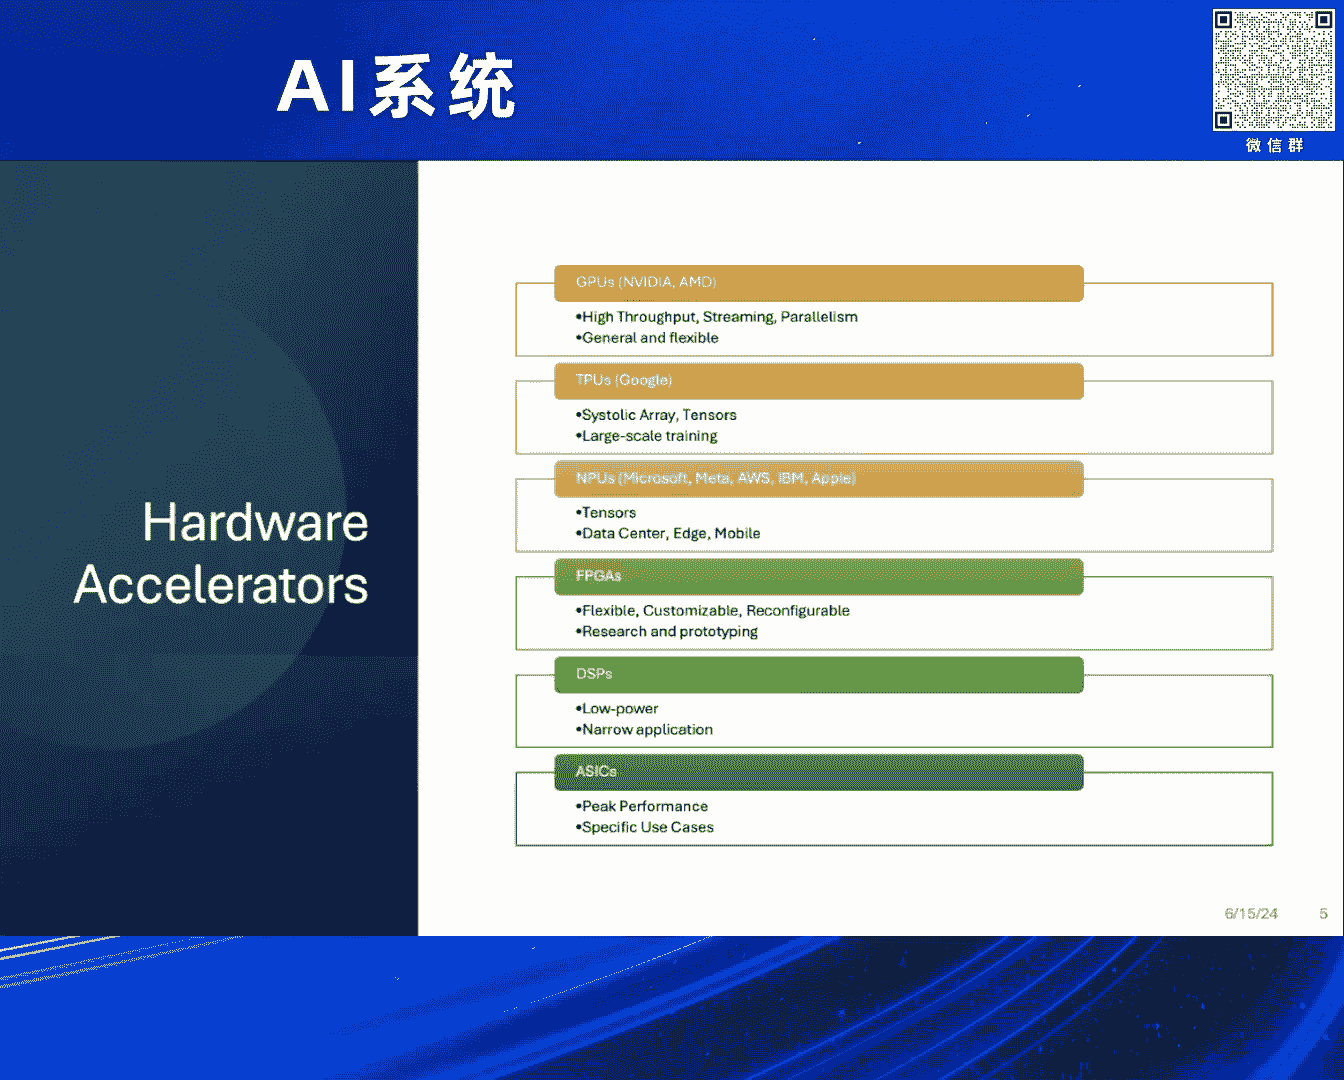 AI系统
微信群
Hardware
Accelerators
GPUs (NVIDIA, AMD)
•High Throughput, Streaming, Parallelism
•General and flexible
TPUs (Google)
•Systolic Array, Tensors
•Large-scale training
NPUs (Microsoft, Meta, AWS, IBM, Apple)
•Tensors
•Data Center, Edge, Mobile
FPGAs
•Flexible, Customizable, Reconfigurable
•Research and prototyping
DSPs
•Low-power
•Narrow application
ASICs
•Peak Performance
•Specific Use Cases
6/15/24
5